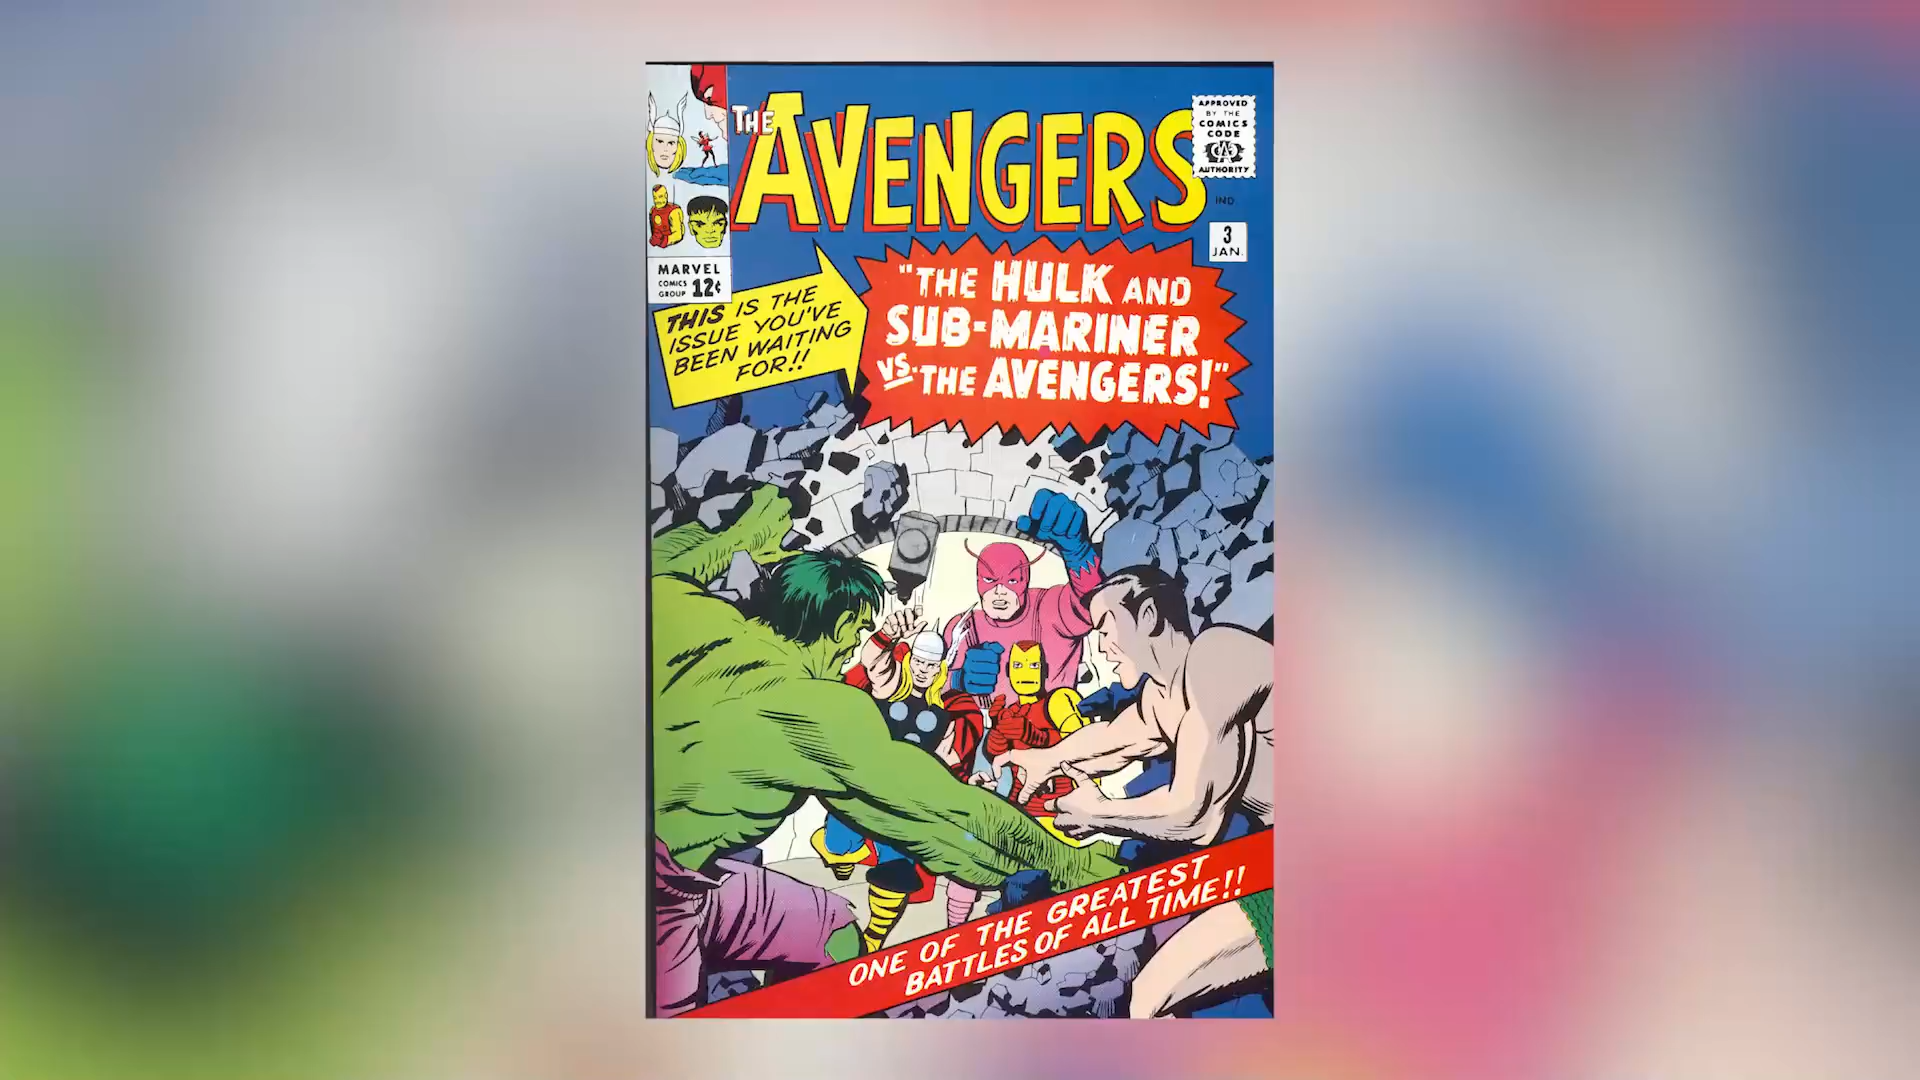 THE AVENGERS
APPROVED
BY THE
COMICS
CODE
CA
AUTHORITY
IND.
3
JAN.
MARVEL
COMICS
GROUP 12¢
THIS IS THE
ISSUE YOU'VE
BEEN WAITING
FOR!!
"THE HULK AND
SUB-MARINER
VS. THE AVENGERS!"
ONE OF THE GREATEST
BATTLES OF ALL TIME!!